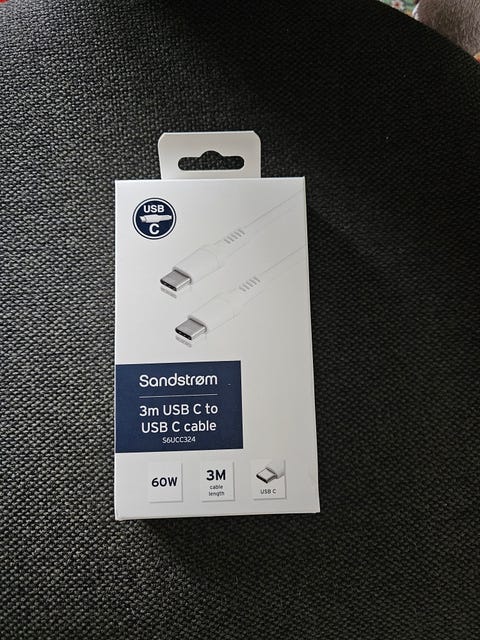 USB
C
Sandstrøm
3m USB C to
USB C cable
S6UCC324
60W
3M
cable
length
USB C